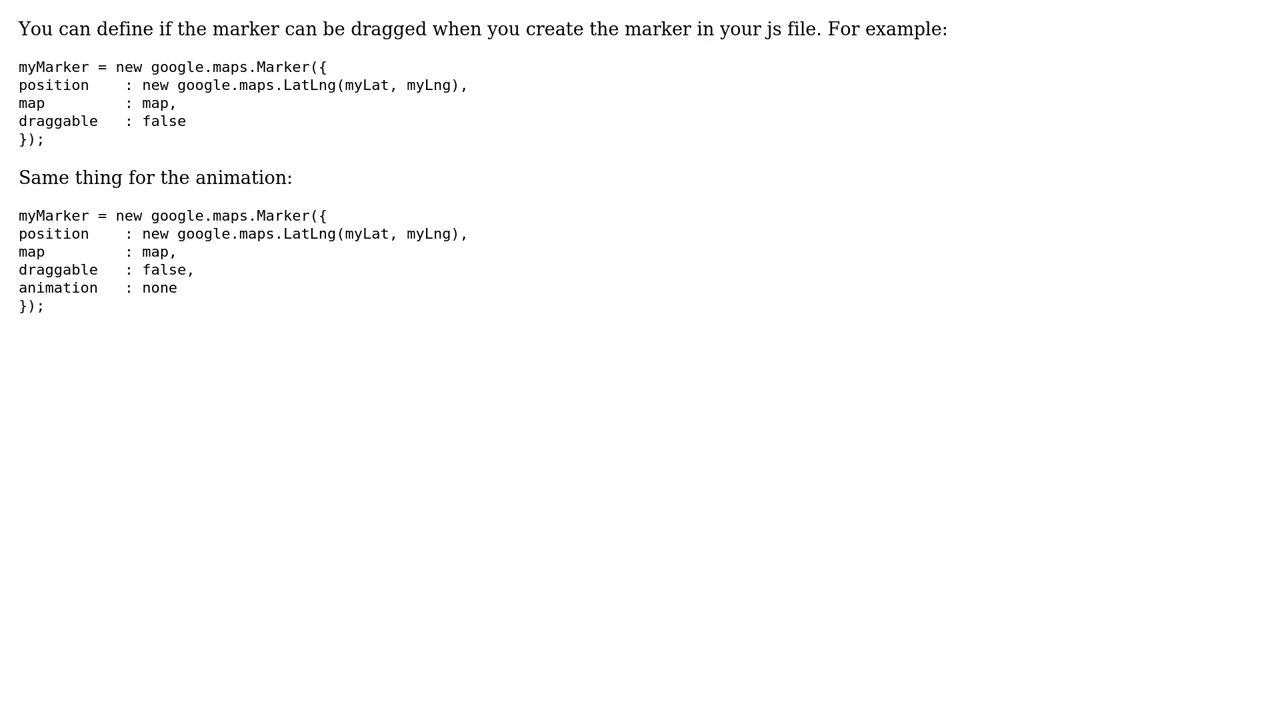 You can define if the marker can be dragged when you create the marker in your js file. For example:
myMarker = new google.maps.Marker({
position    : new google.maps.LatLng(myLat, myLng),
map         : map,
draggable   : false
});
Same thing for the animation:
myMarker = new google.maps.Marker({
position    : new google.maps.LatLng(myLat, myLng),
map         : map,
draggable   : false,
animation   : none
});